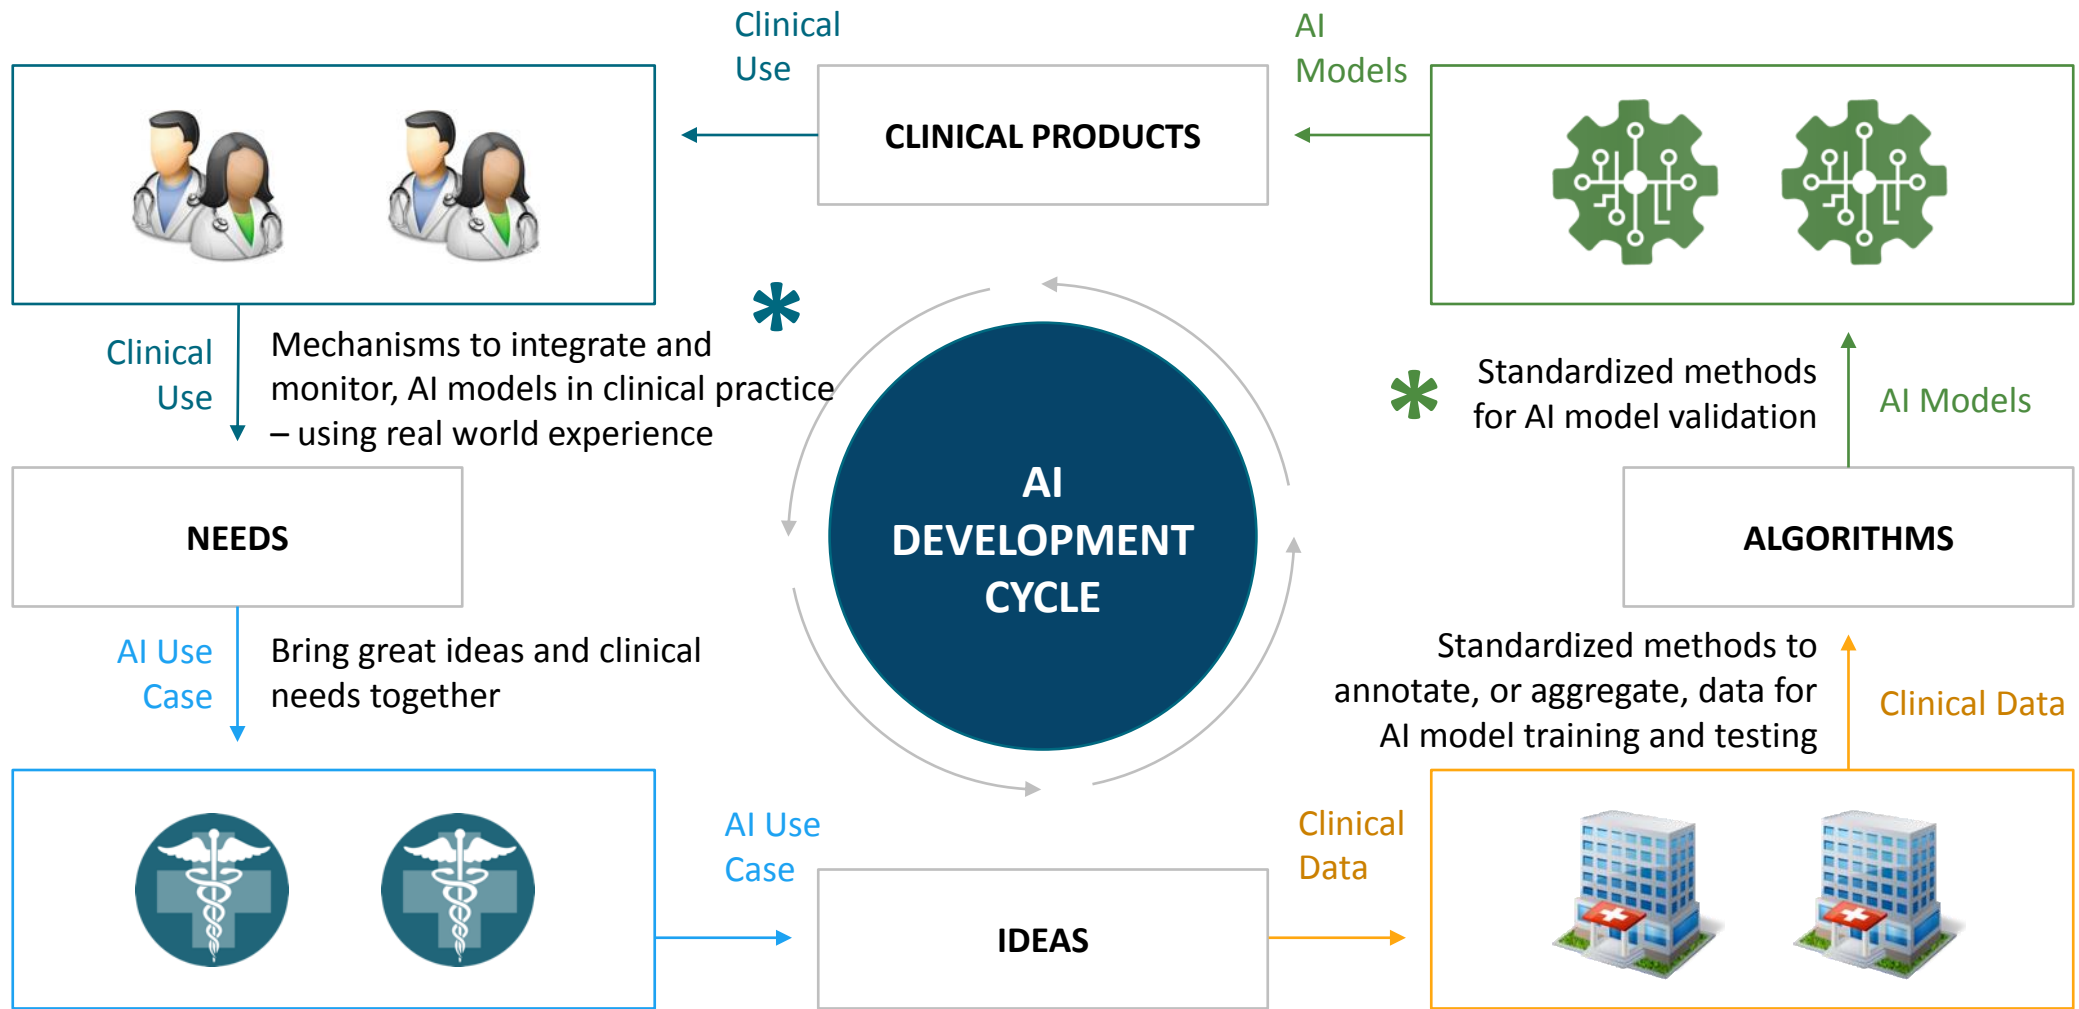 Clinical
Use
AI
Models
CLINICAL PRODUCTS
*
Clinical
Use
Mechanisms to integrate and
monitor, AI models in clinical practice
– using real world experience
*
Standardized methods
for AI model validation
AI Models
AI
DEVELOPMENT
CYCLE
NEEDS
ALGORITHMS
AI Use
Case
Bring great ideas and clinical
needs together
Standardized methods to
annotate, or aggregate, data for
AI model training and testing
Clinical Data
AI Use
Case
IDEAS
Clinical
Data